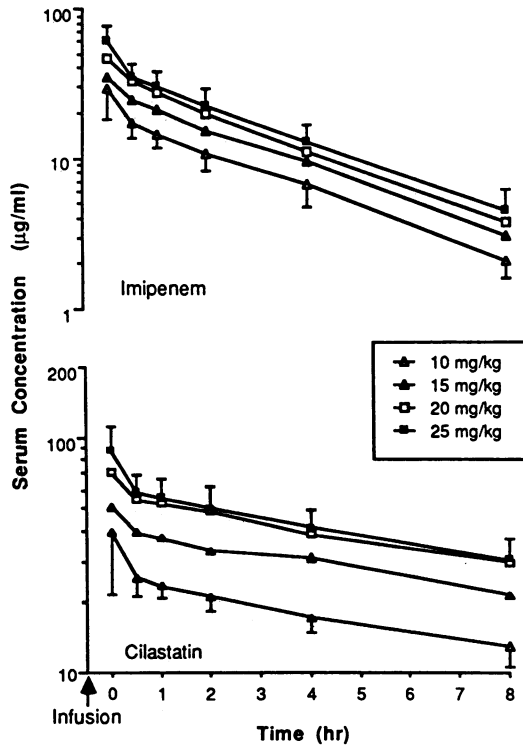 Serum Concentration (µg/ml)
100
10
1
Imipenem
10 mg/kg
15 mg/kg
20 mg/kg
25 mg/kg
200
100
10
Cilastatin
0 1 2 3 4 5 6 7 8
Infusion
Time (hr)